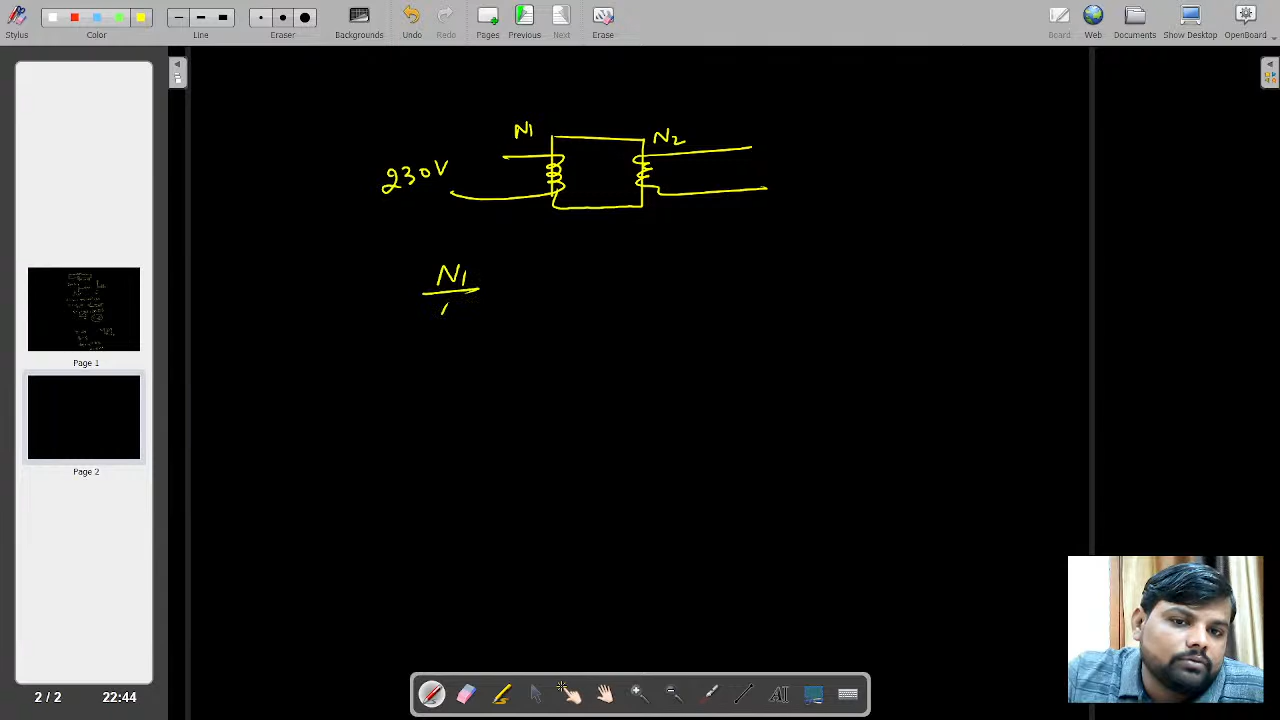 Stylus
Color
Line
Eraser
Backgrounds
Undo
Redo
Pages
Previous
Next
Erase
Board
Web
Documents
Show Desktop
OpenBoard
N1
N2
230V
N1
Page 1
Page 2
2 / 2
22:44
AI